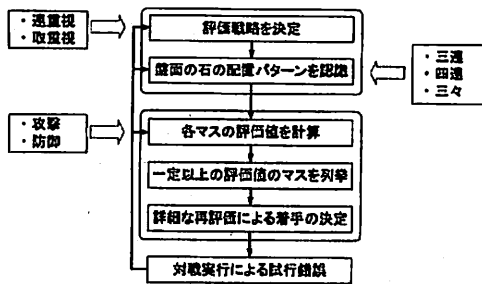 ・連重視
・取重視
評価戦略を決定
盤面の石の配置パターンを認識
・三連
・四連
・三々
・攻撃
・防御
各マスの評価値を計算
一定以上の評価値のマスを列挙
詳細な再評価による着手の決定
対戦実行による試行錯誤